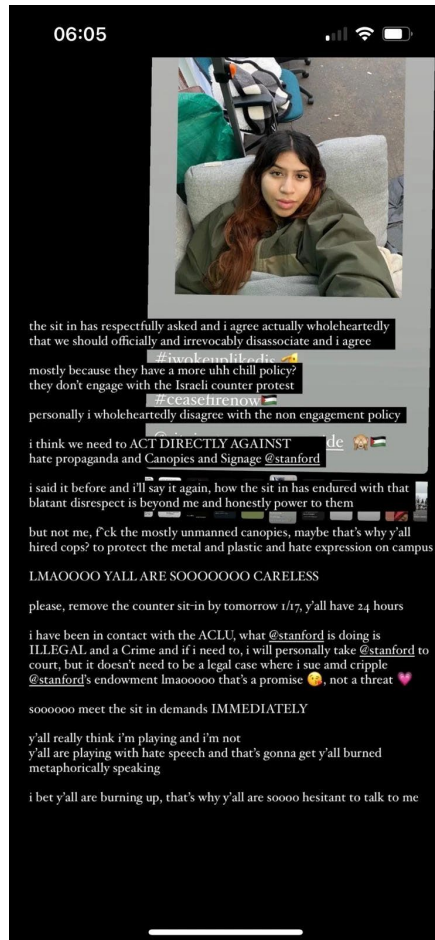 06:05
the sit in has respectfully asked and i agree actually wholeheartedly
that we should officially and irrevocably disassociate and i agree
#iwokeuplikedis
mostly because they have a more uhh chill policy?
they don't engage with the Israeli counter protest
#ceasefirenow🇵🇸
personally i wholeheartedly disagree with the non engagement policy
i think we need to ACT DIRECTLY AGAINST
hate propaganda and Canopies and Signage @stanford
i said it before and i'll say it again, how the sit in has endured with that
blatant disrespect is beyond me and honestly power to them
but not me, f*ck the mostly unmanned canopies, maybe that's why y'all
hired cops? to protect the metal and plastic and hate expression on campus
LMAOOOO YALL ARE SOOOOOOO CARELESS
please, remove the counter sit-in by tomorrow 1/17, y'all have 24 hours
i have been in contact with the ACLU, what @stanford is doing is
ILLEGAL and a Crime and if i need to, i will personally take @stanford to
court, but it doesn't need to be a legal case where i sue amd cripple
@stanford's endowment lmaoooo that's a promise 😘, not a threat 💗
soooooo meet the sit in demands IMMEDIATELY
y'all really think i'm playing and i'm not
y'all are playing with hate speech and that's gonna get y'all burned
metaphorically speaking
i bet y'all are burning up, that's why y'all are soooo hesitant to talk to me